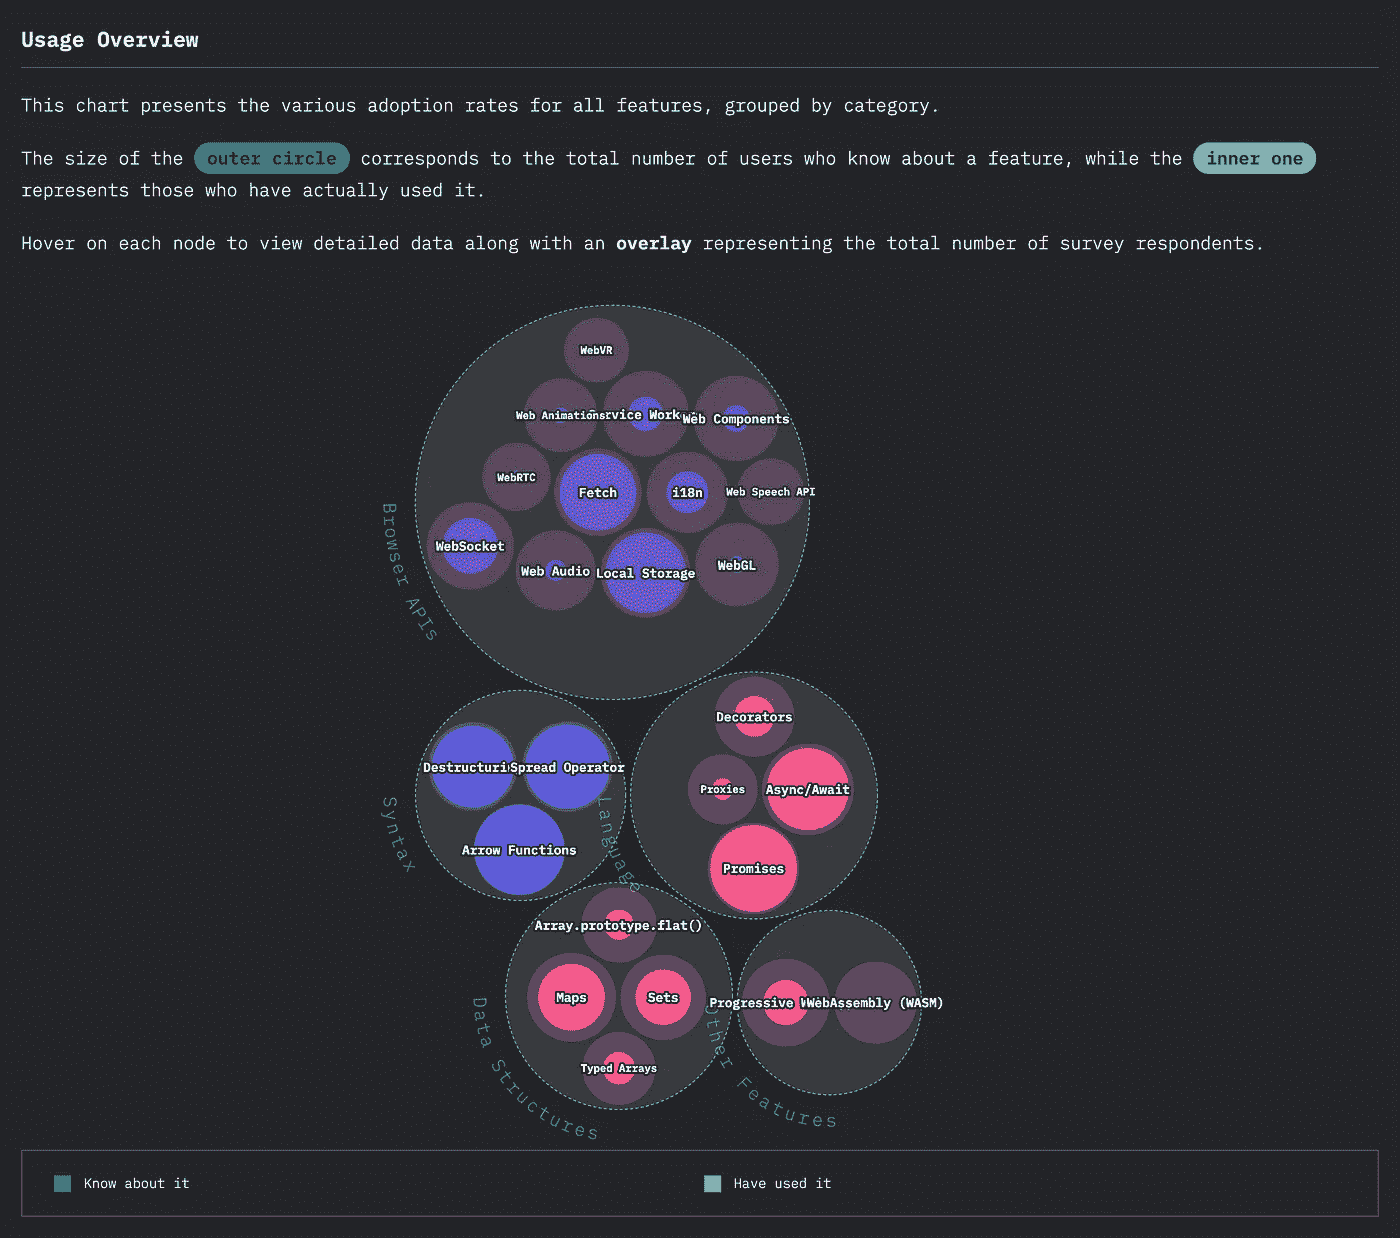 Usage Overview
This chart presents the various adoption rates for all features, grouped by category.
The size of the outer circle corresponds to the total number of users who know about a feature, while the inner one
represents those who have actually used it.
Hover on each node to view detailed data along with an overlay representing the total number of survey respondents.
WebVR
Web Animations
Web Components
WebRTC
Fetch
i18n
Web Speech API
WebSocket
Web Audio
Local Storage
WebGL
Browser APIs
Decorators
Spread Operator
Proxies
Async/Await
Syntax
Language
Arrow Functions
Promises
Array.prototype.flat()
Maps
Sets
Progressive
WebAssembly (WASM)
Data Structures
Other Features
Typed Arrays
Know about it
Have used it